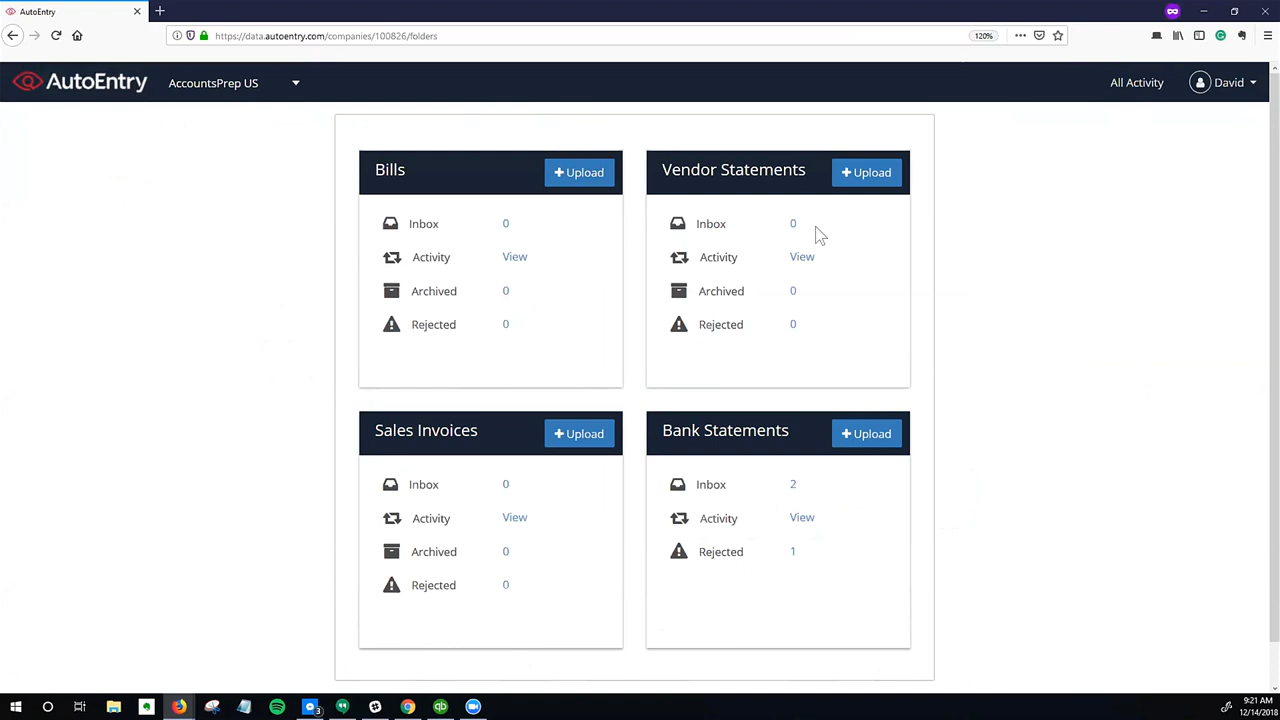 AutoEntry
https://data.autoentry.com/companies/100826/folders
120%
AutoEntry
AccountsPrep US
All Activity
David
Bills
+ Upload
Inbox 0
Activity View
Archived 0
Rejected 0
Vendor Statements
+ Upload
Inbox 0
Activity View
Archived 0
Rejected 0
Sales Invoices
+ Upload
Inbox 0
Activity View
Archived 0
Rejected 0
Bank Statements
+ Upload
Inbox 2
Activity View
Rejected 1
3
qb
9:21 AM
12/14/2018